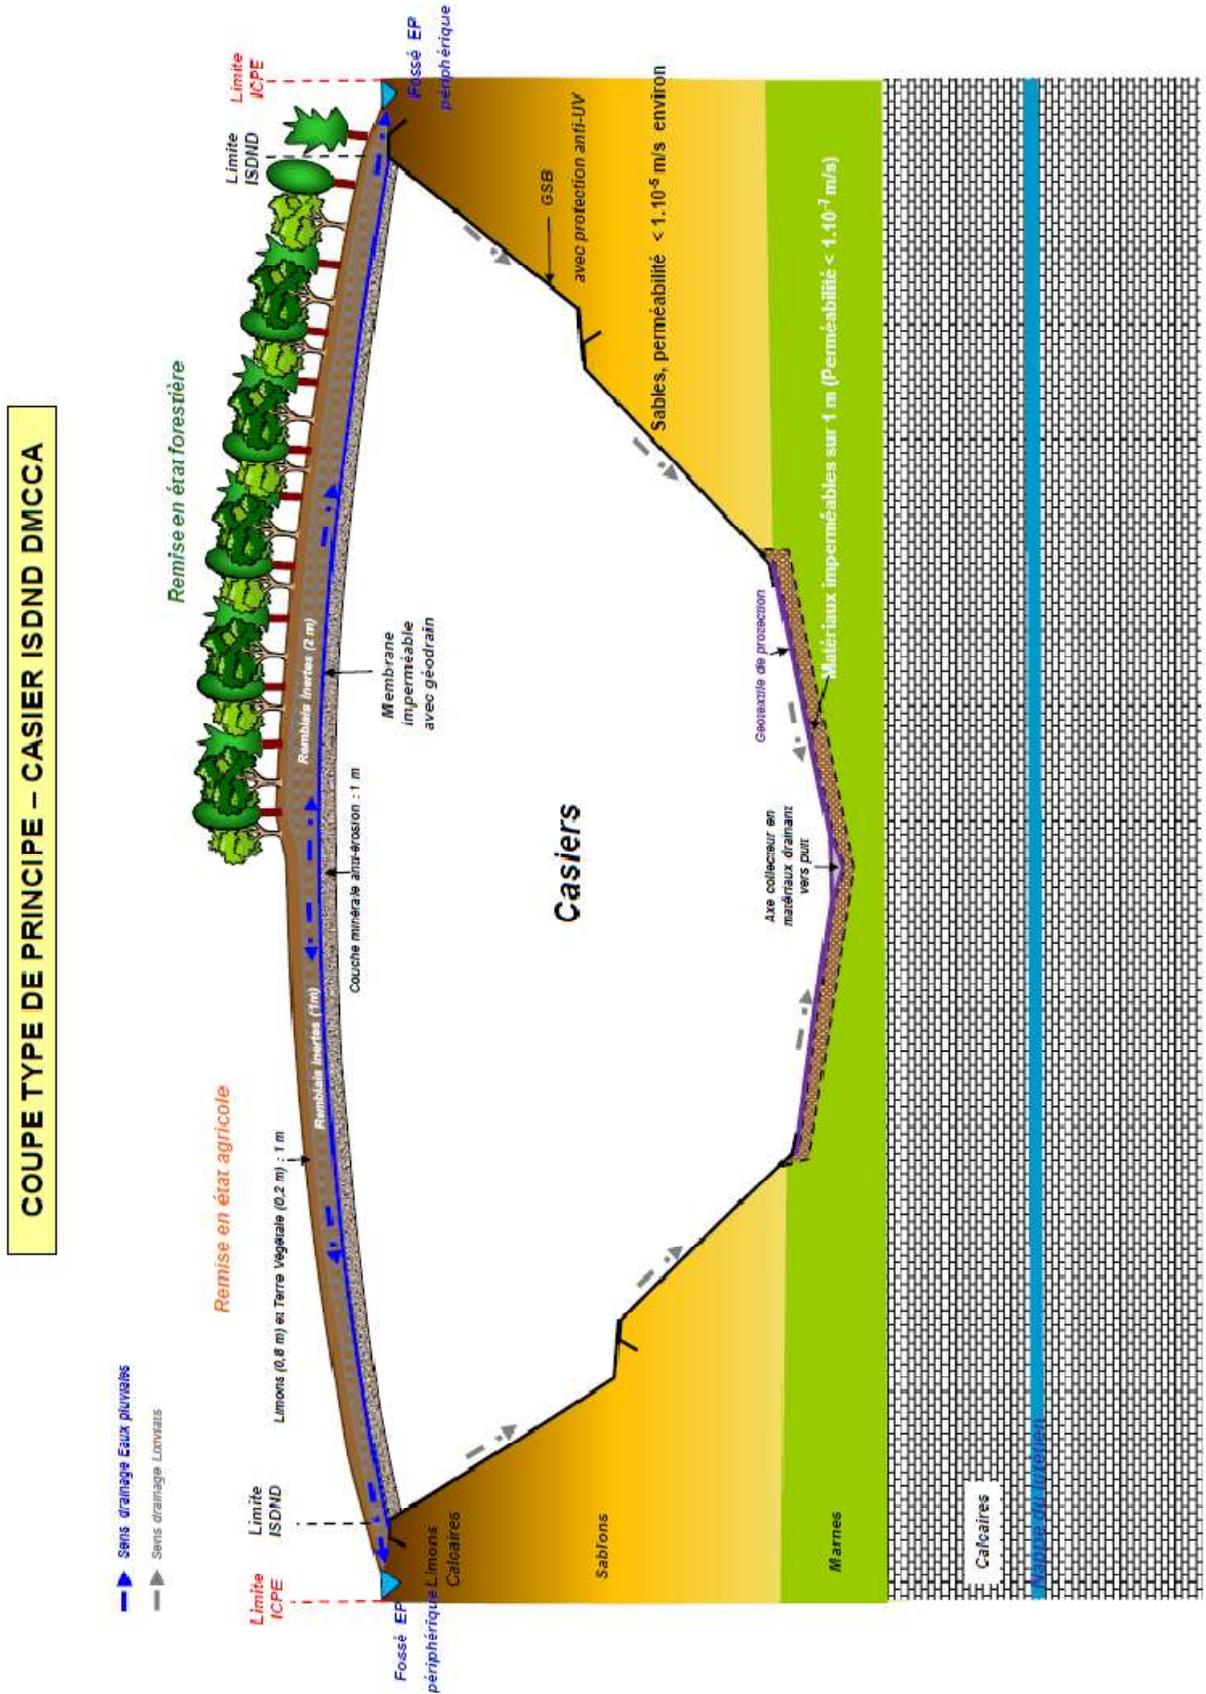 COUPE TYPE DE PRINCIPE – CASIER ISDND DMCCA
Sens drainage Eaux pluviales
Sens drainage Lixiviats
Remise en état agricole
Remise en état forestière
Limite
ICPE
Limite
ISDND
Limons (0,8 m) et Terre Végétale (0,2 m) : 1 m
Limite
ISDND
Limite
ICPE
Remblais Inertes (1m)
Remblais Inertes (2 m)
Fossé EP
périphérique
Limons
Calcaires
Couche minérale anti-érosion : 1 m
Membrane
imperméable
avec géodrain
Fossé EP
périphérique
GSB
avec protection anti-UV
Casiers
Sablons
Sables, perméabilité < 1.10⁻⁵ m/s environ
Géotextile de protection
Axe collecteur en
matériaux drainant
vers puit
Marnes
Matériaux imperméables sur 1 m (Perméabilité < 1.10⁻⁷ m/s)
Calcaires
Nappe du lutétien